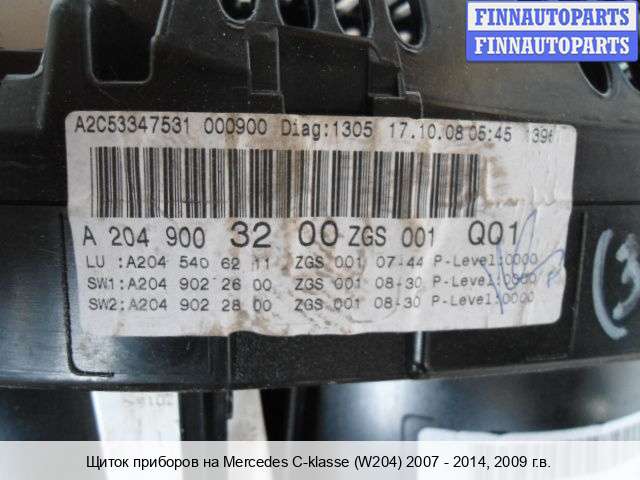 FINNAUTOPARTS
FINNAUTOPARTS
A2C53347531 000900 Diag:1305 17.10.08 05:45 1396
A 204 900 32 00 ZGS 001 Q01
LU :A204 540 62 11 ZGS 001 07-44 P-Level:0000
SW1:A204 902 26 00 ZGS 001 08-30 P-Level:0000
SW2:A204 902 28 00 ZGS 001 08-30 P-Level:0000
(3
Щиток приборов на Mercedes C-klasse (W204) 2007 - 2014, 2009 г.в.